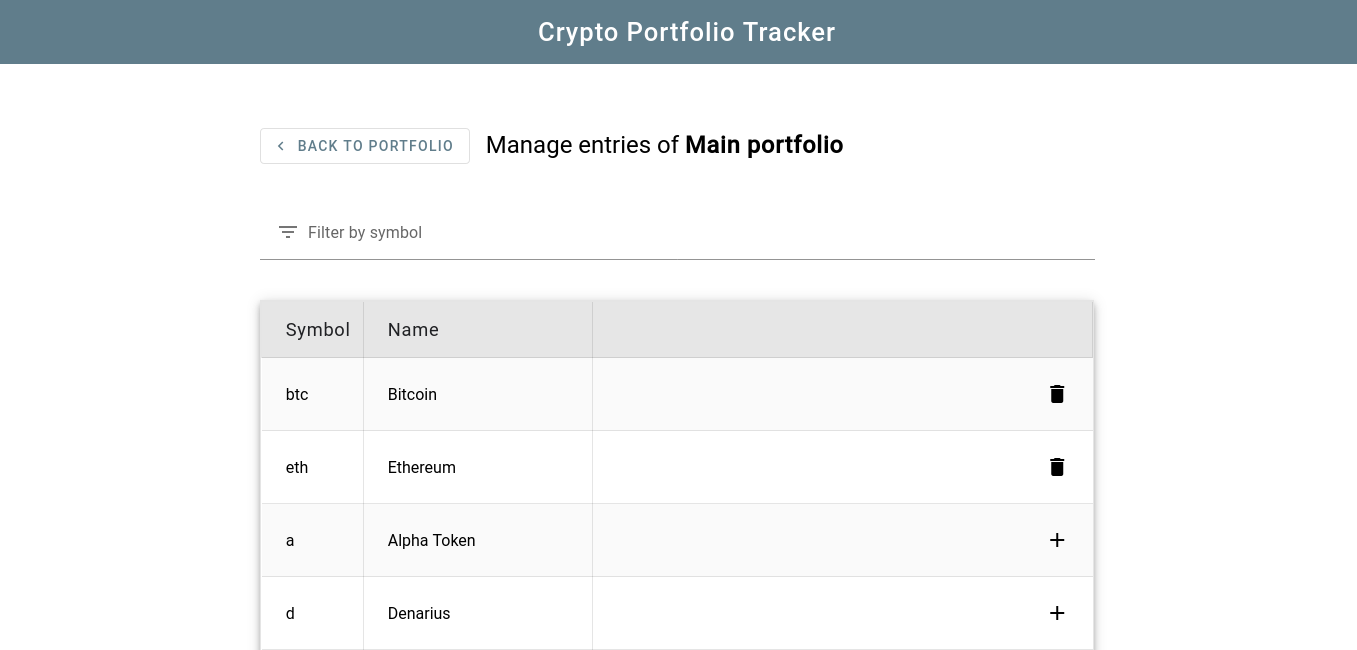 Crypto Portfolio Tracker
BACK TO PORTFOLIO
Manage entries of Main portfolio
Filter by symbol
Symbol Name
btc Bitcoin
eth Ethereum
a Alpha Token
d Denarius